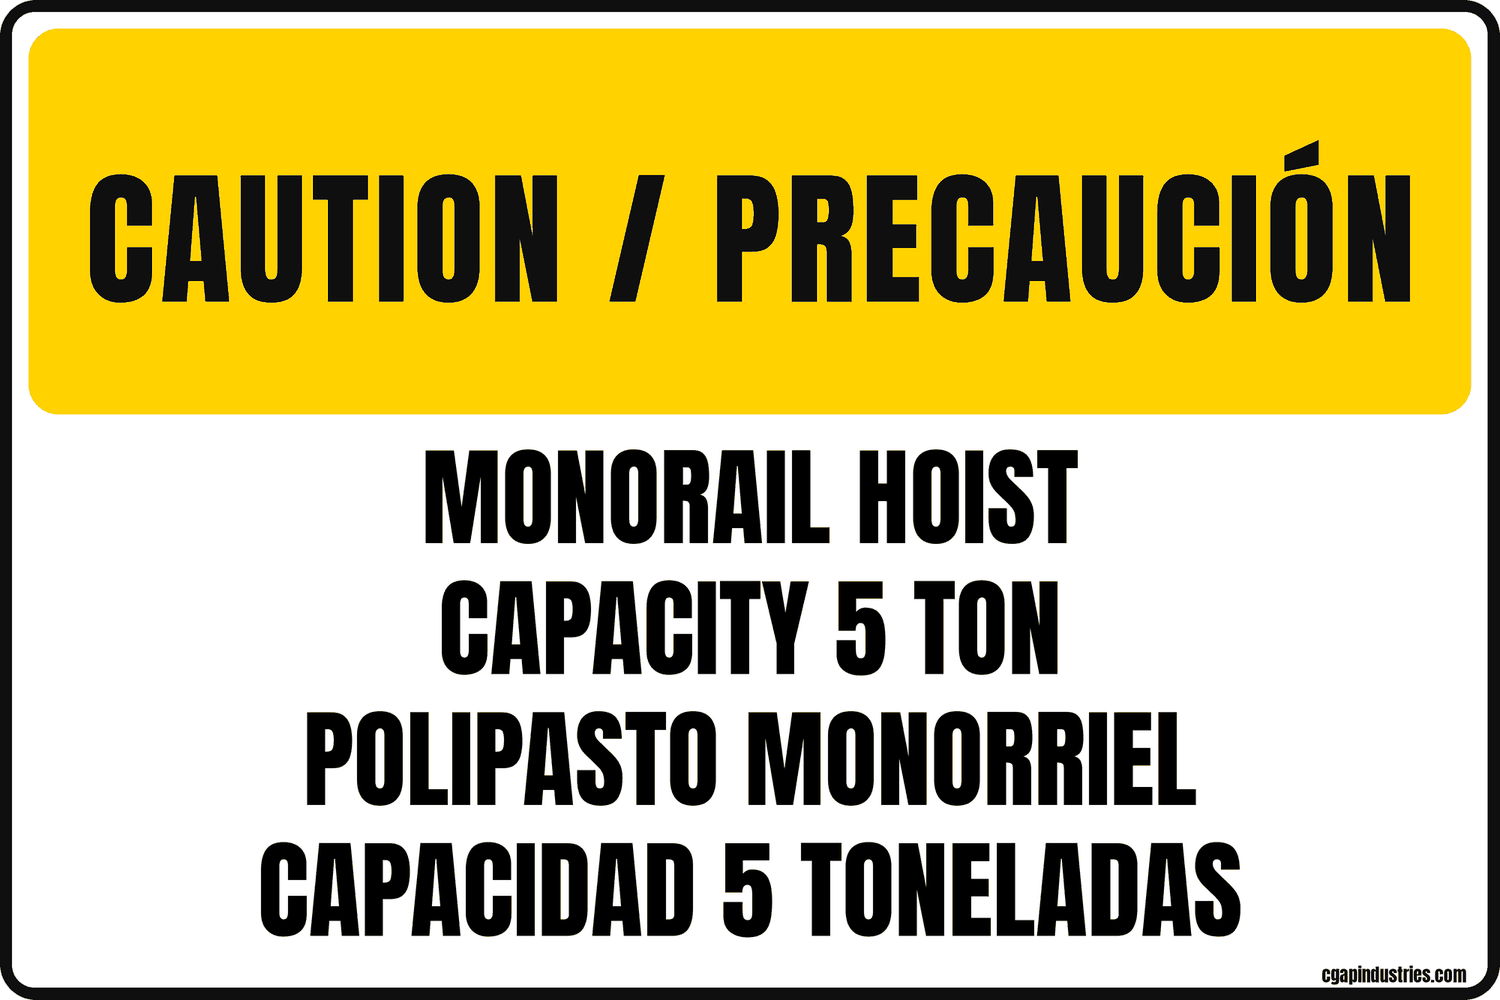 CAUTION / PRECAUCIÓN
MONORAIL HOIST
CAPACITY 5 TON
POLIPASTO MONORRIEL
CAPACIDAD 5 TONELADAS
cgapindustries.com